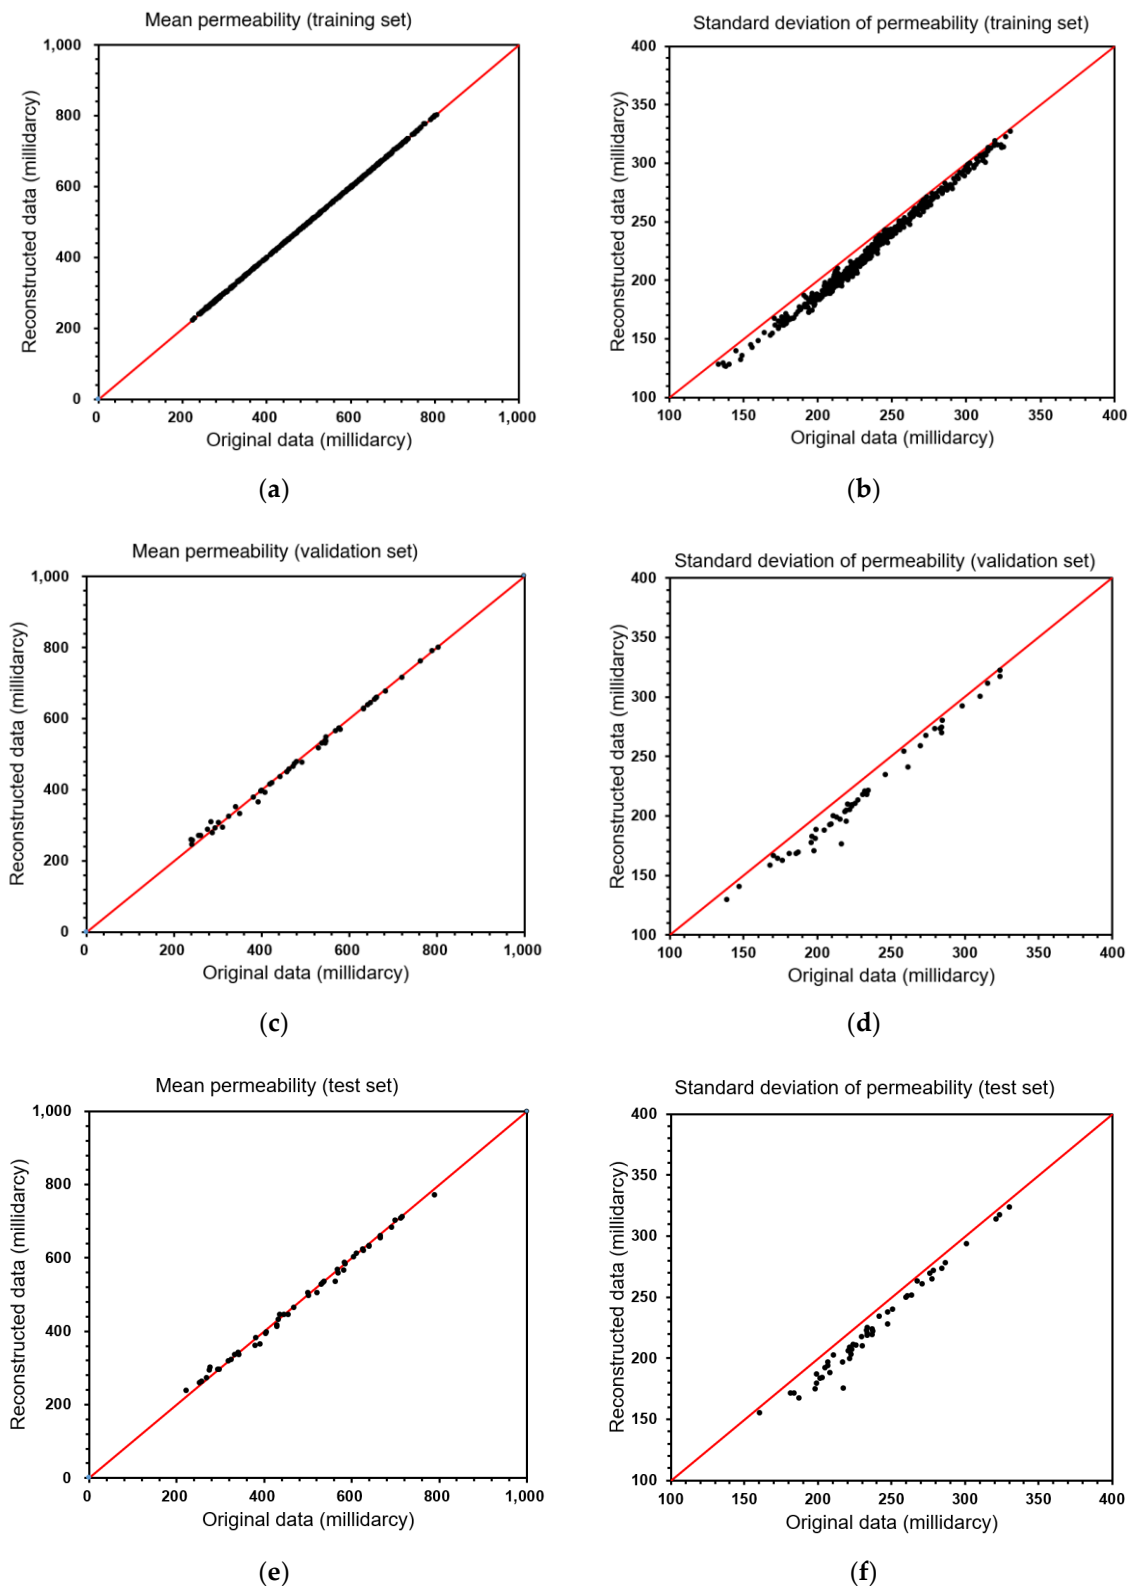 Mean permeability (training set)
1,000
800
600
400
200
0
Reconstructed data (millidarcy)
0 200 400 600 800 1,000
Original data (millidarcy)
(a)
Standard deviation of permeability (training set)
400
350
300
250
200
150
100
Reconstructed data (millidarcy)
100 150 200 250 300 350 400
Original data (millidarcy)
(b)
Mean permeability (validation set)
1,000
800
600
400
200
0
Reconstructed data (millidarcy)
0 200 400 600 800 1,000
Original data (millidarcy)
(c)
Standard deviation of permeability (validation set)
400
350
300
250
200
150
100
Reconstructed data (millidarcy)
100 150 200 250 300 350 400
Original data (millidarcy)
(d)
Mean permeability (test set)
1,000
800
600
400
200
0
Reconstructed data (millidarcy)
0 200 400 600 800 1,000
Original data (millidarcy)
(e)
Standard deviation of permeability (test set)
400
350
300
250
200
150
100
Reconstructed data (millidarcy)
100 150 200 250 300 350 400
Original data (millidarcy)
(f)